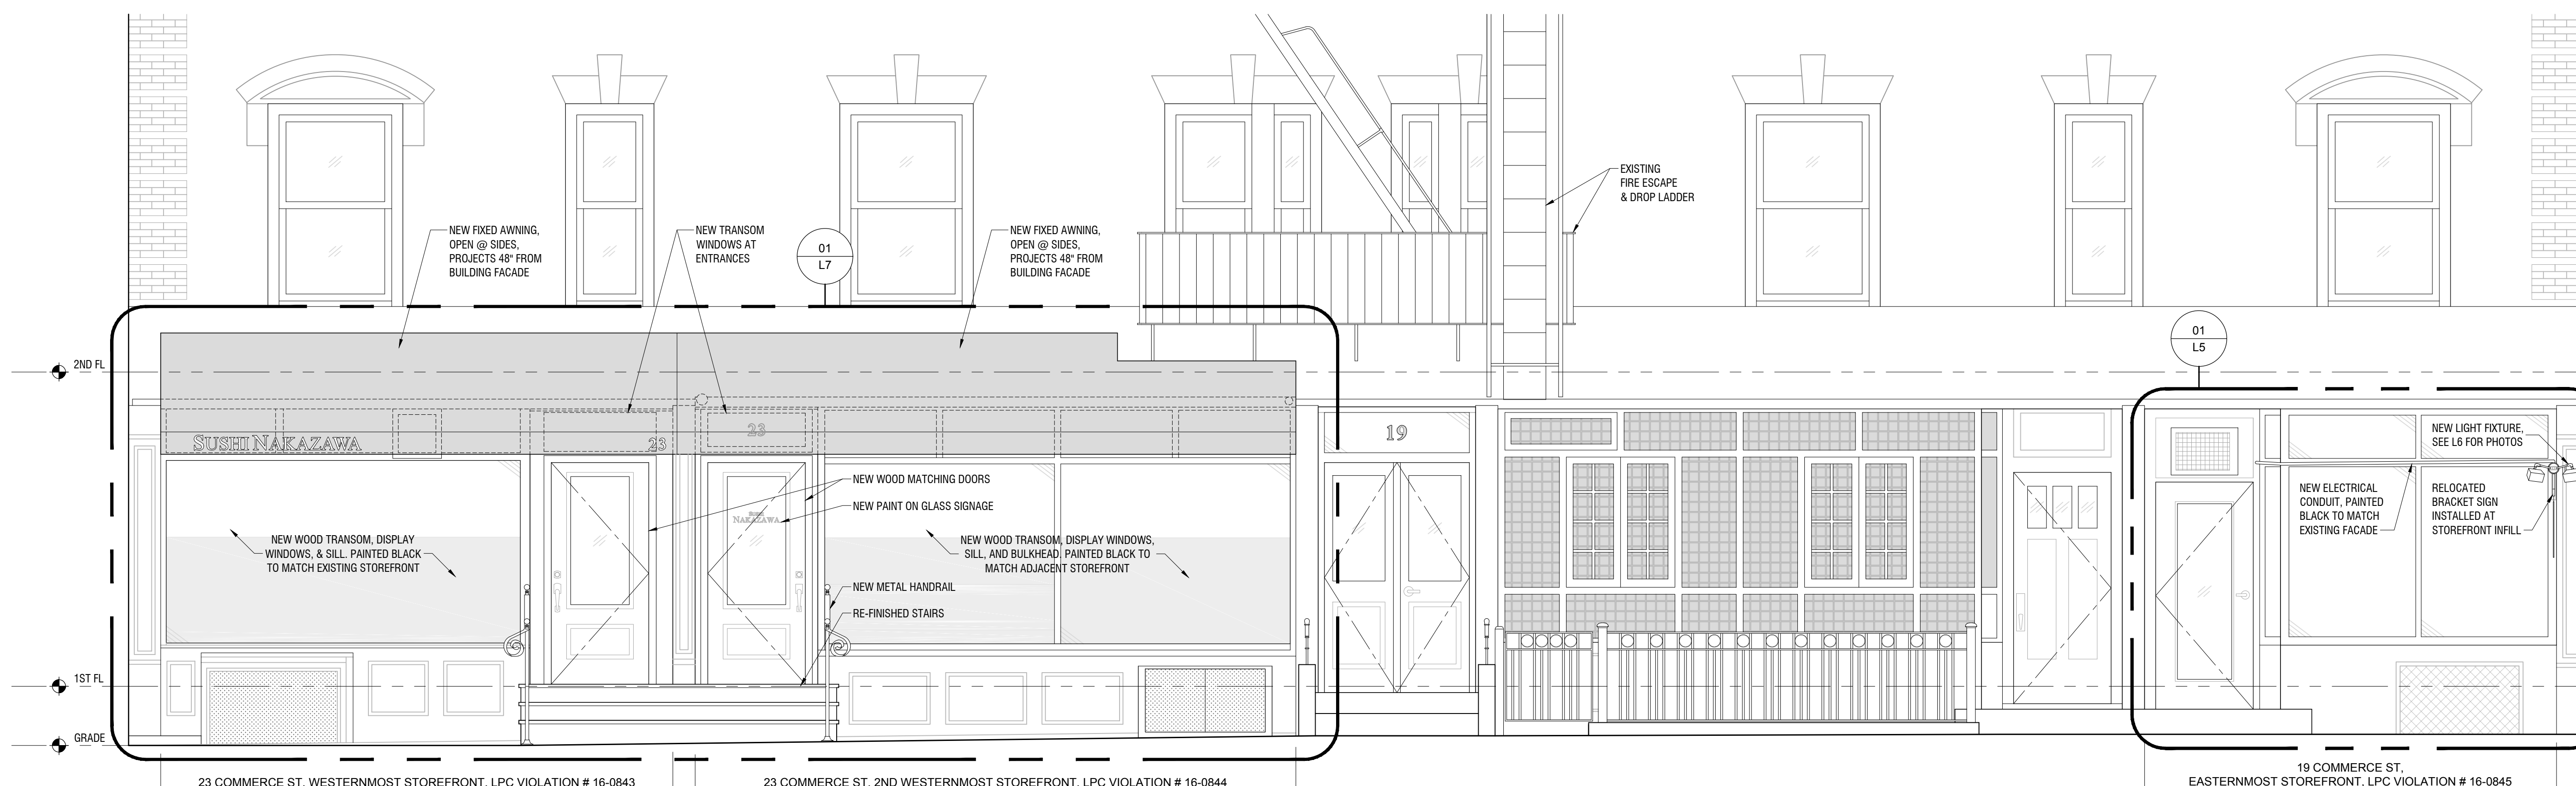 EXISTING
FIRE ESCAPE
& DROP LADDER
NEW FIXED AWNING,
OPEN @ SIDES,
PROJECTS 48" FROM
BUILDING FACADE
NEW TRANSOM
WINDOWS AT
ENTRANCES
01
L7
NEW FIXED AWNING,
OPEN @ SIDES,
PROJECTS 48" FROM
BUILDING FACADE
01
L5
2ND FL
SUSHI NAKAZAWA
23
23
19
NEW LIGHT FIXTURE,
SEE L6 FOR PHOTOS
NEW WOOD MATCHING DOORS
NEW PAINT ON GLASS SIGNAGE
SUSHI
NAKAZAWA
NEW ELECTRICAL
CONDUIT, PAINTED
BLACK TO MATCH
EXISTING FACADE
RELOCATED
BRACKET SIGN
INSTALLED AT
STOREFRONT INFILL
NEW WOOD TRANSOM, DISPLAY
WINDOWS, & SILL. PAINTED BLACK
TO MATCH EXISTING STOREFRONT
NEW WOOD TRANSOM, DISPLAY WINDOWS,
SILL, AND BULKHEAD. PAINTED BLACK TO
MATCH ADJACENT STOREFRONT
NEW METAL HANDRAIL
RE-FINISHED STAIRS
1ST FL
GRADE
23 COMMERCE ST, WESTERNMOST STOREFRONT, LPC VIOLATION # 16-0843
23 COMMERCE ST, 2ND WESTERNMOST STOREFRONT, LPC VIOLATION # 16-0844
19 COMMERCE ST,
EASTERNMOST STOREFRONT, LPC VIOLATION # 16-0845